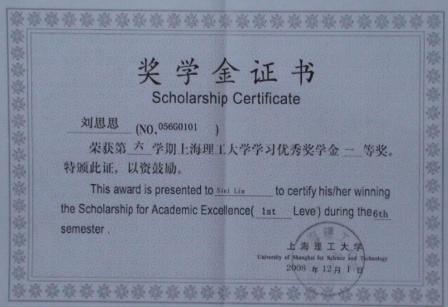 奖学金证书
Scholarship Certificate
刘思思 (NO. 056G0101 )
荣获第 六 学期上海理工大学学习优秀奖学金 一 等奖。
特颁此证，以资鼓励。
This award is presented to Sisi Liu to certify his/her winning
the Scholarship for Academic Excellence( 1st Level) during the 6th
semester .
上海理工大学
University of Shanghai for Science and Technology
2008 年 12 月 1 日